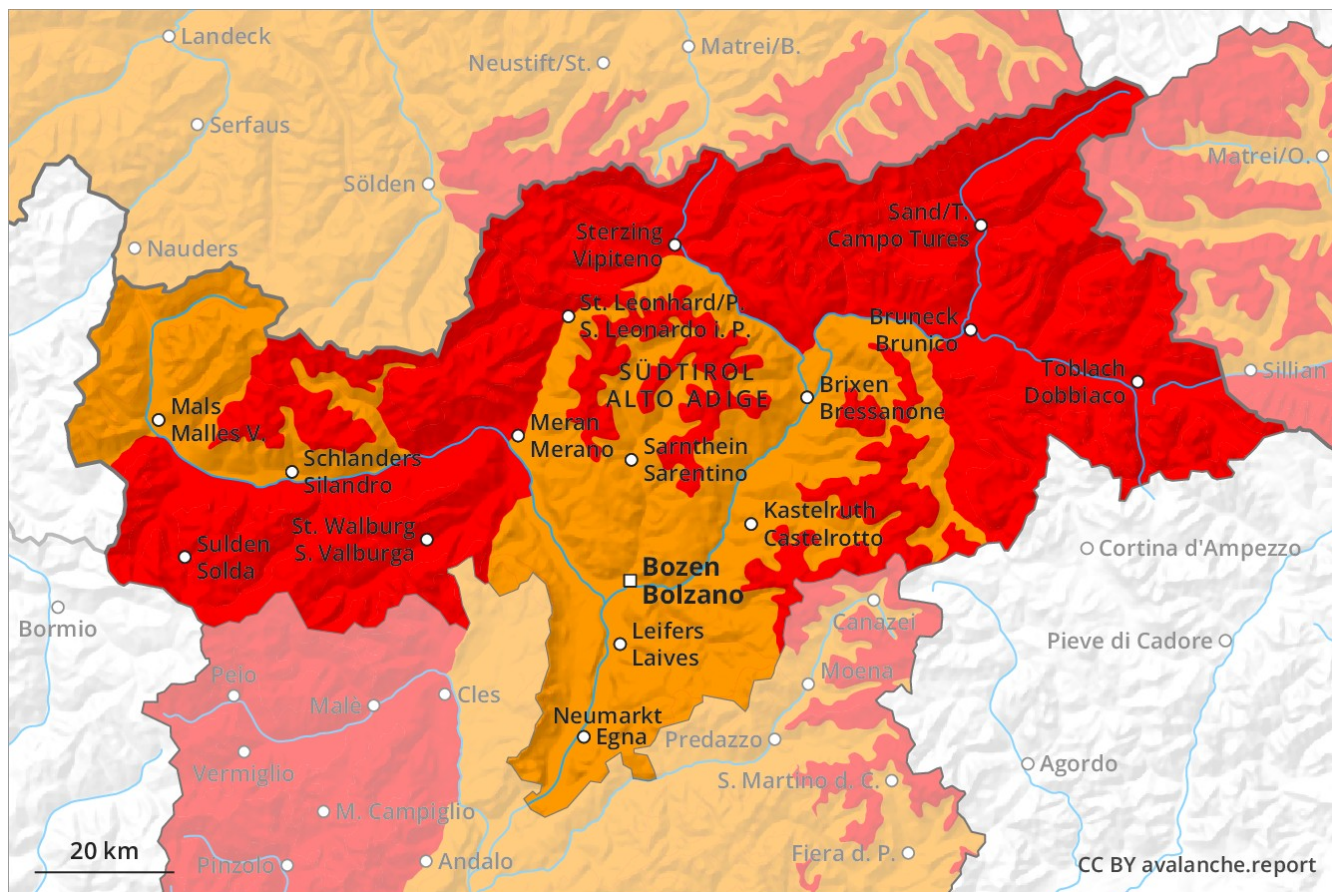 Landeck
Matrei/B.
Neustift/St.
Serfaus
Matrei/O.
Sölden
Sand/T.
Campo Tures
Sterzing
Vipiteno
Nauders
St. Leonhard/P.
S. Leonardo i. P.
Bruneck
Brunico
SÜDTIROL
ALTO ADIGE
Toblach
Dobbiaco
Sillian
Brixen
Bressanone
Mals
Malles V.
Meran
Merano
Sarnthein
Sarentino
Schlanders
Silandro
Kastelruth
Castelrotto
St. Walburg
S. Valburga
Sulden
Solda
Cortina d'Ampezzo
Bozen
Bolzano
Bormio
Canazei
Leifers
Laives
Pieve di Cadore
Moena
Peio
Malè
Cles
Neumarkt
Egna
Predazzo
Vermiglio
Agordo
S. Martino d. C.
M. Campiglio
20 km
Pinzolo
Andalo
Fiera d. P.
CC BY avalanche.report